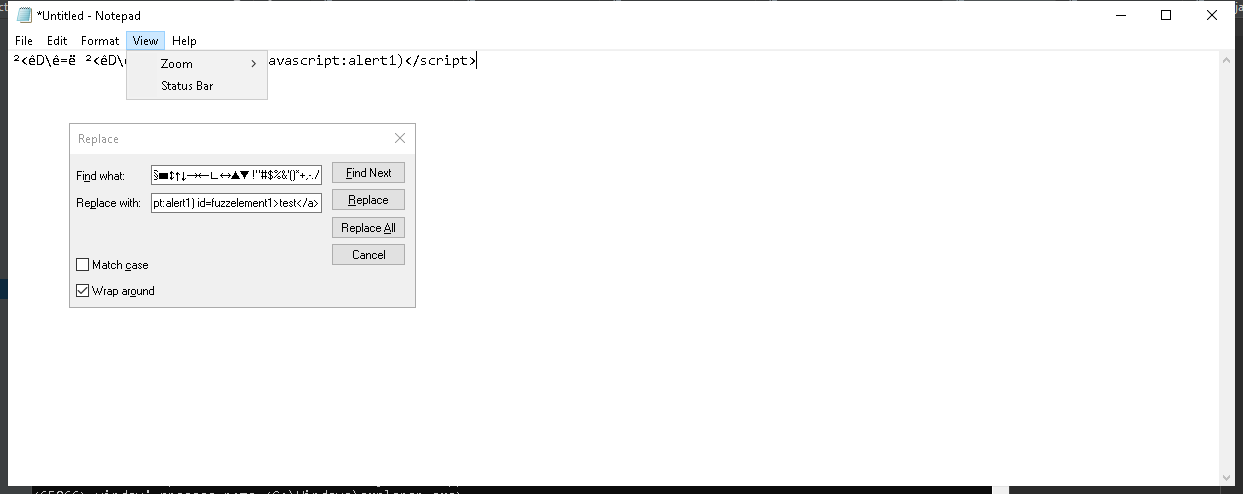 *Untitled - Notepad
File Edit Format View Help
²<êD\ê=ë ²<êD\ avascript:alert1)</script>
Zoom
Status Bar
Replace
Find what: §▬↕↑↓→←∟↔▲▼ !"#$%&'()*+,-./ Find Next
Replace with: pt:alert1) id=fuzzelement1>test</a> Replace
Replace All
Cancel
Match case
Wrap around